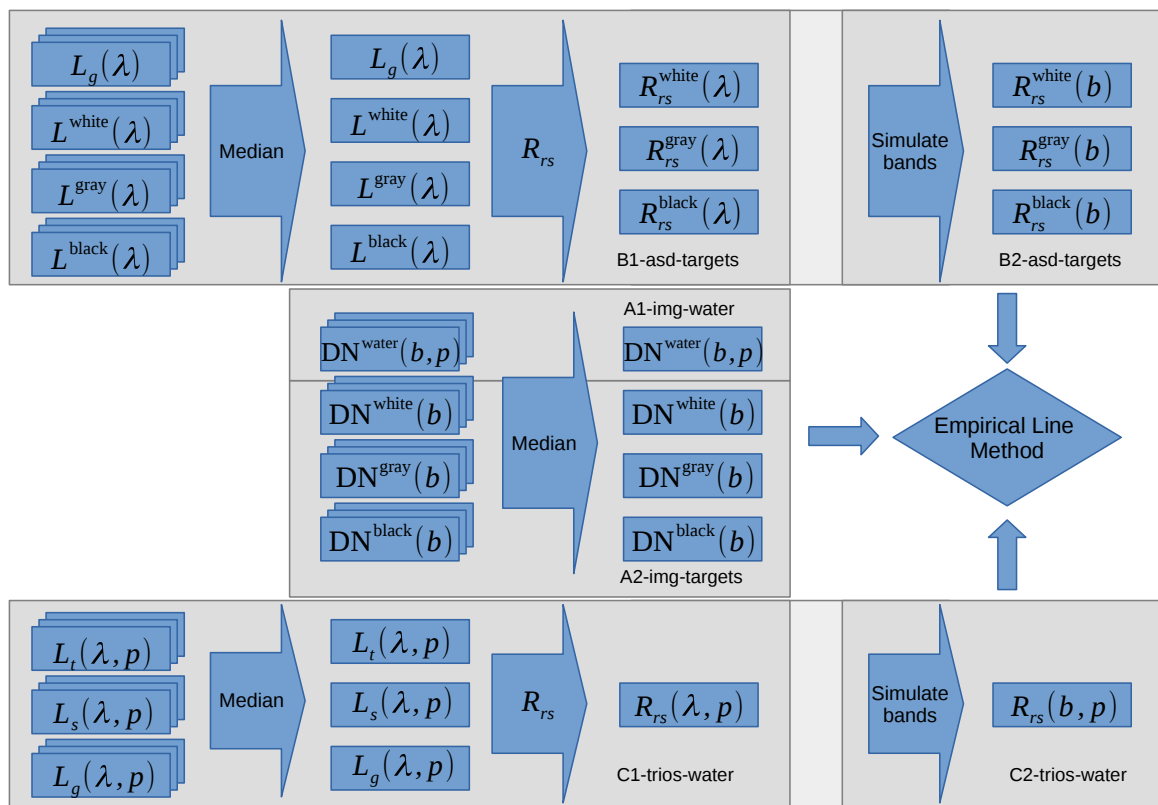 L_g(λ)
L^white(λ)
L^gray(λ)
L^black(λ)
Median
L_g(λ)
L^white(λ)
L^gray(λ)
L^black(λ)
R_rs
R_rs^white(λ)
R_rs^gray(λ)
R_rs^black(λ)
B1-asd-targets
Simulate
bands
R_rs^white(b)
R_rs^gray(b)
R_rs^black(b)
B2-asd-targets
A1-img-water
DN^water(b, p)
DN^white(b)
DN^gray(b)
DN^black(b)
Median
DN^water(b, p)
DN^white(b)
DN^gray(b)
DN^black(b)
A2-img-targets
Empirical Line
Method
L_t(λ, p)
L_s(λ, p)
L_g(λ, p)
Median
L_t(λ, p)
L_s(λ, p)
L_g(λ, p)
R_rs
R_rs(λ, p)
C1-trios-water
Simulate
bands
R_rs(b, p)
C2-trios-water